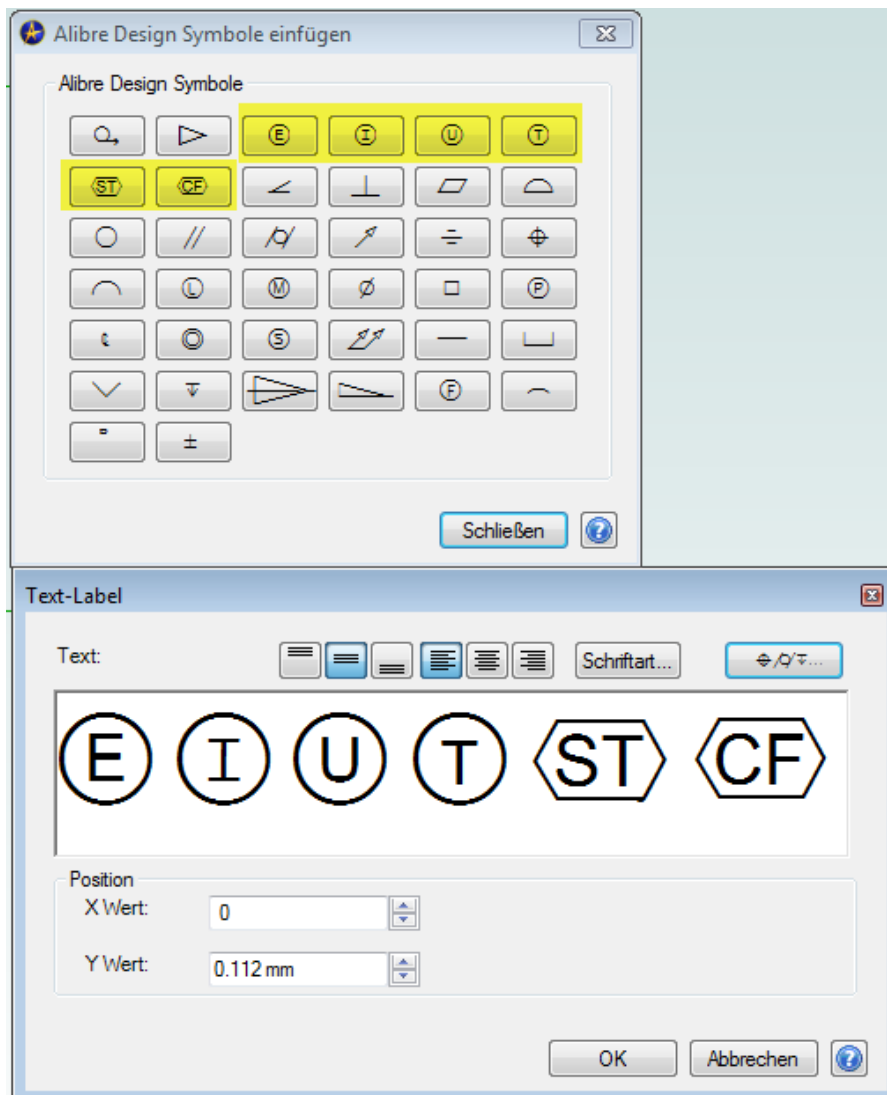 Alibre Design Symbole einfügen
Alibre Design Symbole
E I U T
ST CF
L M P
S
F
±
Schließen
Text-Label
Text:
Schriftart...
E I U T ST CF
Position
X Wert: 0
Y Wert: 0.112 mm
OK Abbrechen